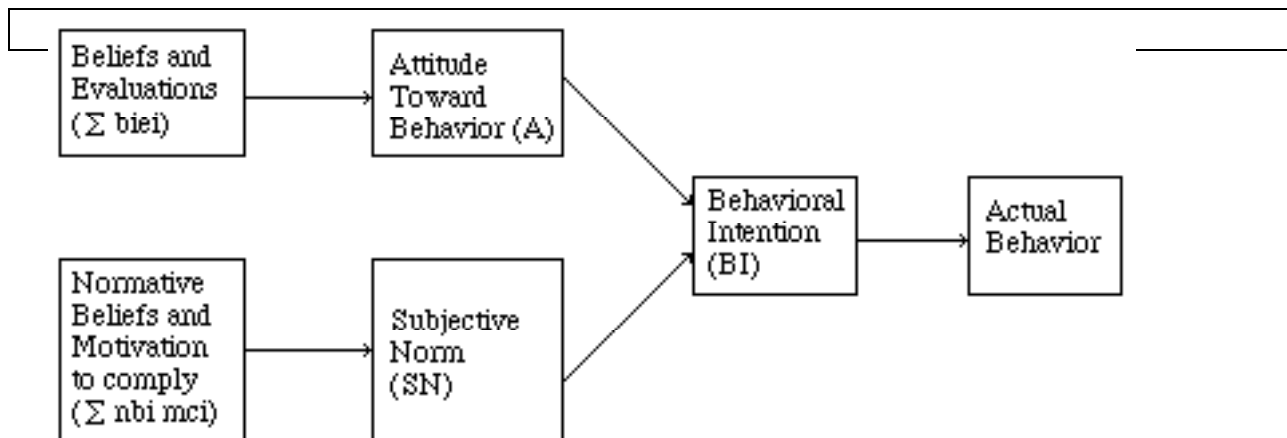 Beliefs and
Evaluations
(Σ biei)
Attitude
Toward
Behavior (A)
Behavioral
Intention
(BI)
Actual
Behavior
Normative
Beliefs and
Motivation
to comply
(Σ nbi mci)
Subjective
Norm
(SN)